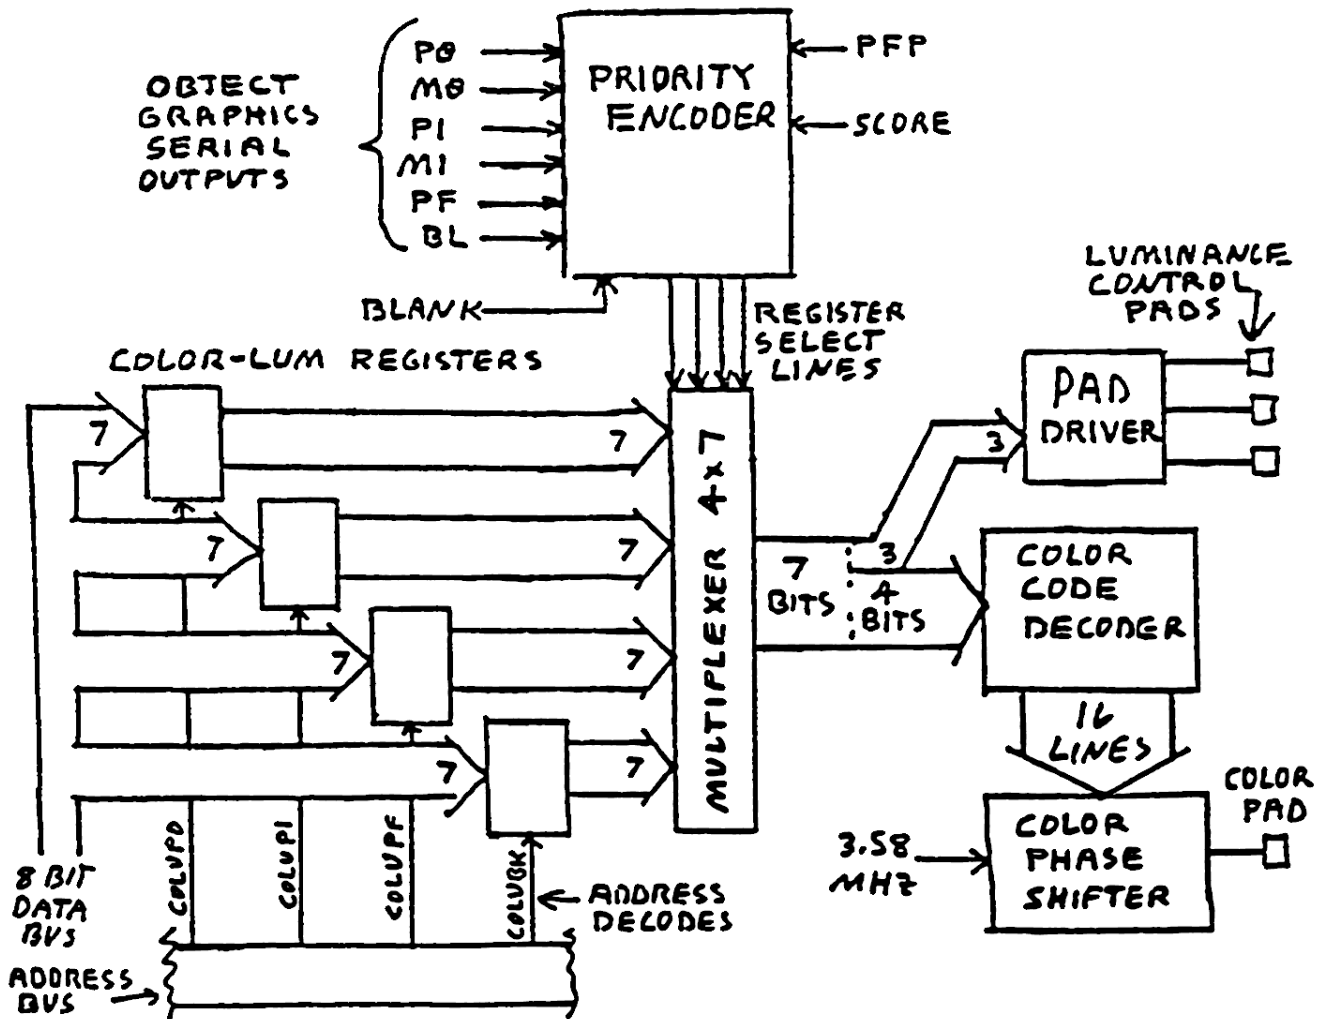 OBJECT
GRAPHICS
SERIAL
OUTPUTS
P0
M0
P1
M1
PF
BL
PRIORITY
ENCODER
PFP
SCORE
BLANK
REGISTER
SELECT
LINES
LUMINANCE
CONTROL
PADS
COLOR-LUM REGISTERS
7
7
7
7
7
7
7
7
MULTIPLEXER 4x7
PAD
DRIVER
3
7
BITS
3
4
BITS
COLOR
CODE
DECODER
16
LINES
COLOR
PHASE
SHIFTER
3.58
MHZ
COLOR
PAD
8 BIT
DATA
BUS
COLUP0
COLUP1
COLUPF
COLUBK
ADDRESS
DECODES
ADDRESS
BUS